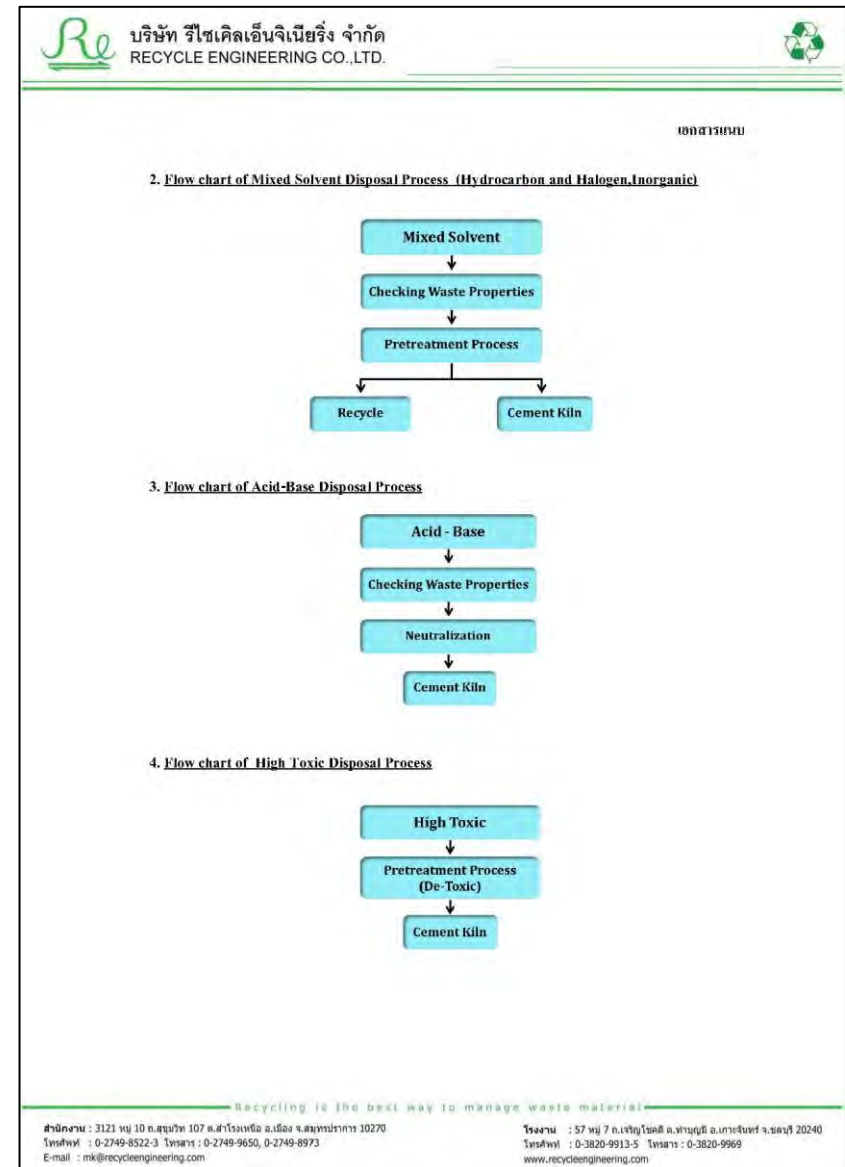 Re
บริษัท รีไซเคิลเอ็นจิเนียริ่ง จำกัด
RECYCLE ENGINEERING CO.,LTD.
เอกสารแนบ
2. Flow chart of Mixed Solvent Disposal Process (Hydrocarbon and Halogen,Inorganic)
Mixed Solvent
Checking Waste Properties
Pretreatment Process
Recycle
Cement Kiln
3. Flow chart of Acid-Base Disposal Process
Acid - Base
Checking Waste Properties
Neutralization
Cement Kiln
4. Flow chart of High Toxic Disposal Process
High Toxic
Pretreatment Process
(De-Toxic)
Cement Kiln
Recycling is the best way to manage waste material
สำนักงาน : 3121 หมู่ 10 ถ.สุขุมวิท 107 ต.สำโรงเหนือ อ.เมือง จ.สมุทรปราการ 10270
โทรศัพท์ : 0-2749-8522-3 โทรสาร : 0-2749-9650, 0-2749-8973
E-mail : mk@recycleengineering.com
โรงงาน : 57 หมู่ 7 ถ.เจริญโชคดี ต.ท่าบุญมี อ.เกาะจันทร์ จ.ชลบุรี 20240
โทรศัพท์ : 0-3820-9913-5 โทรสาร : 0-3820-9969
www.recycleengineering.com